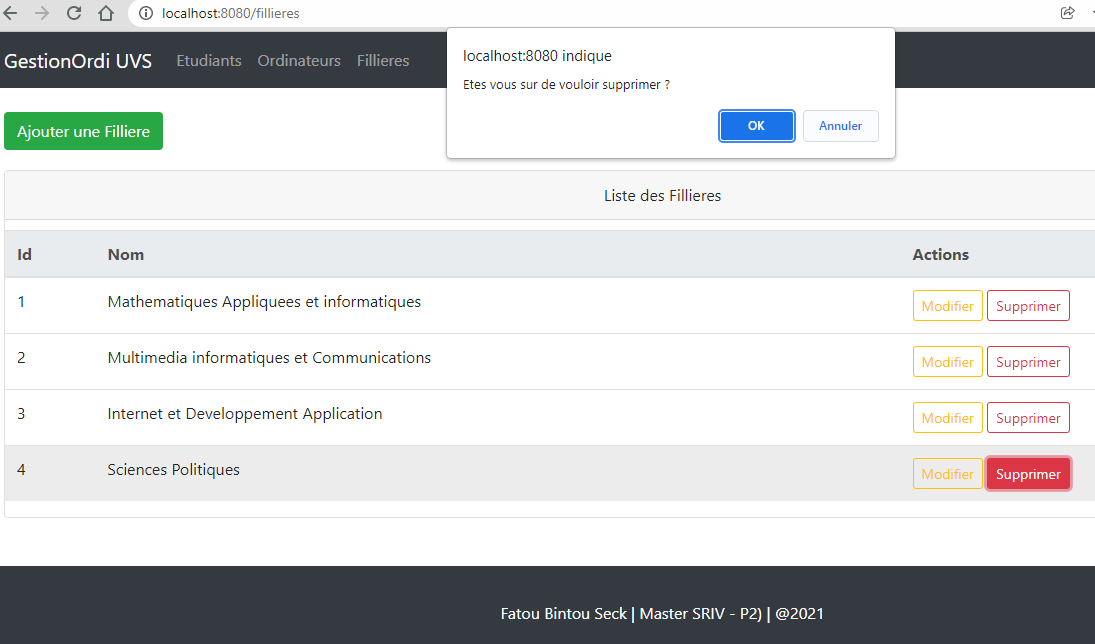 localhost:8080/fillieres
GestionOrdi UVS Etudiants Ordinateurs Fillieres
localhost:8080 indique
Etes vous sur de vouloir supprimer ?
OK Annuler
Ajouter une Filliere
Liste des Fillieres
Id Nom Actions
1 Mathematiques Appliquees et informatiques Modifier Supprimer
2 Multimedia informatiques et Communications Modifier Supprimer
3 Internet et Developpement Application Modifier Supprimer
4 Sciences Politiques Modifier Supprimer
Fatou Bintou Seck | Master SRIV - P2) | @2021